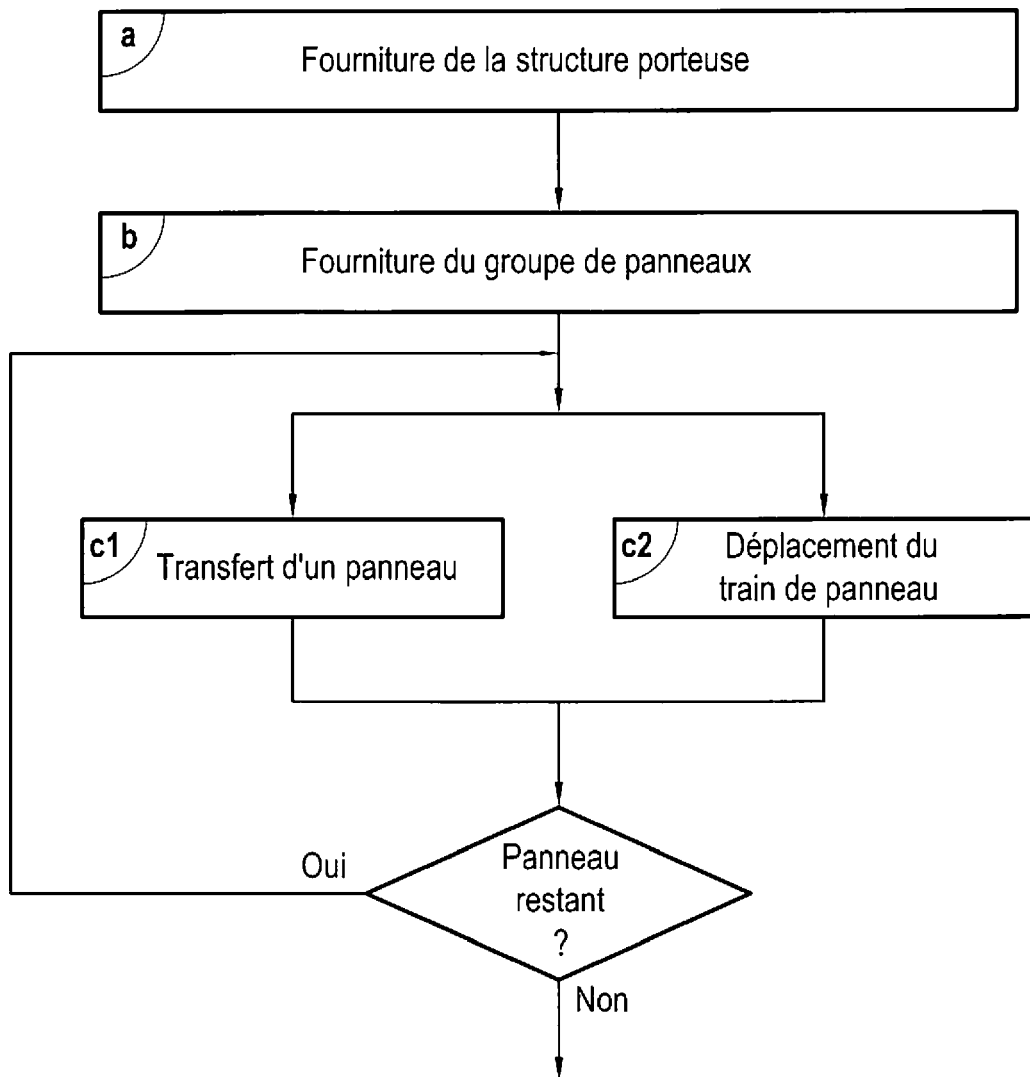 a
Fourniture de la structure porteuse
b
Fourniture du groupe de panneaux
c1
Transfert d'un panneau
c2
Déplacement du
train de panneau
Panneau
restant
?
Oui
Non